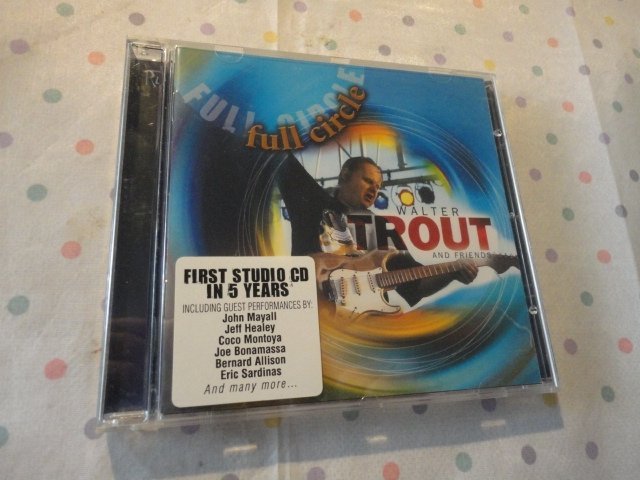 FULL CIRCLE
full circle
WALTER
TROUT
AND FRIENDS
FIRST STUDIO CD
IN 5 YEARS
INCLUDING GUEST PERFORMANCES BY:
John Mayall
Jeff Healey
Coco Montoya
Joe Bonamassa
Bernard Allison
Eric Sardinas
And many more...